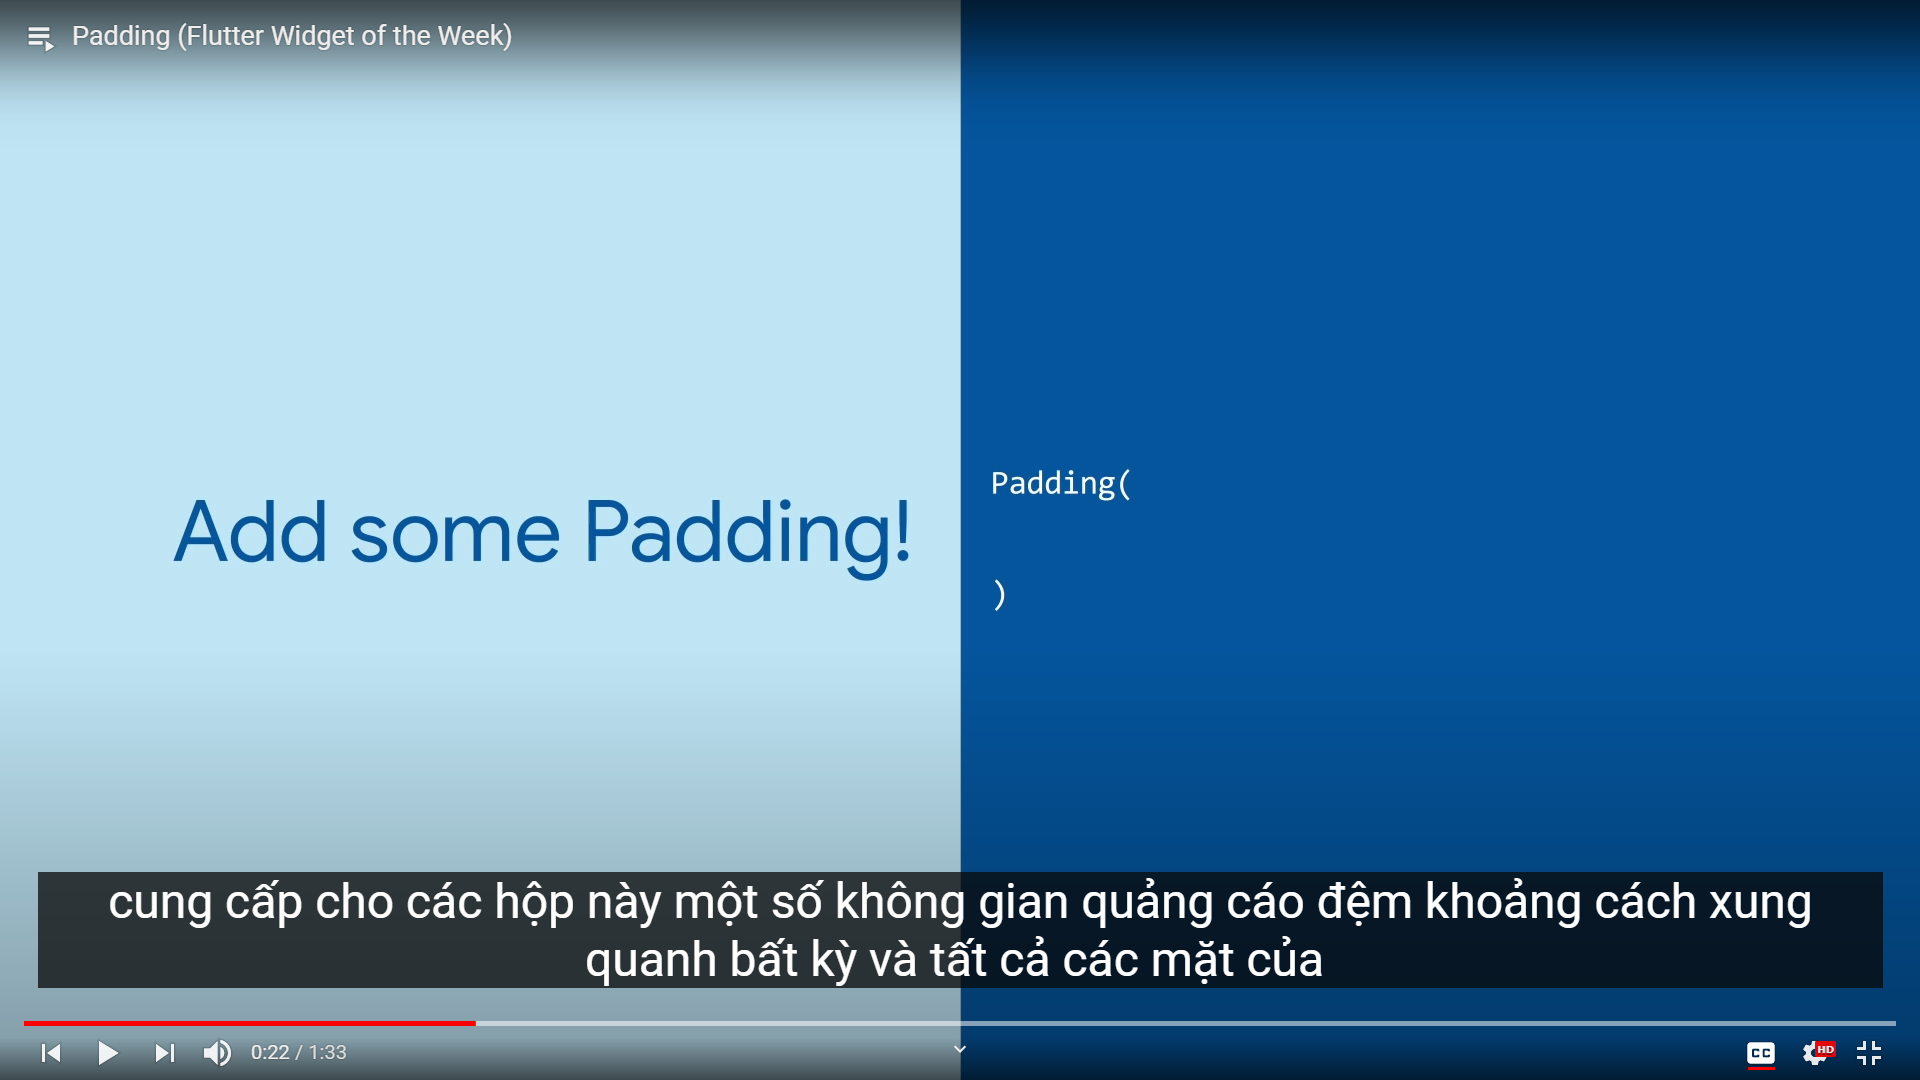 Padding (Flutter Widget of the Week)
Add some Padding!
Padding(
)
cung cấp cho các hộp này một số không gian quảng cáo đệm khoảng cách xung
quanh bất kỳ và tất cả các mặt của
0:22 / 1:33
CC
HD